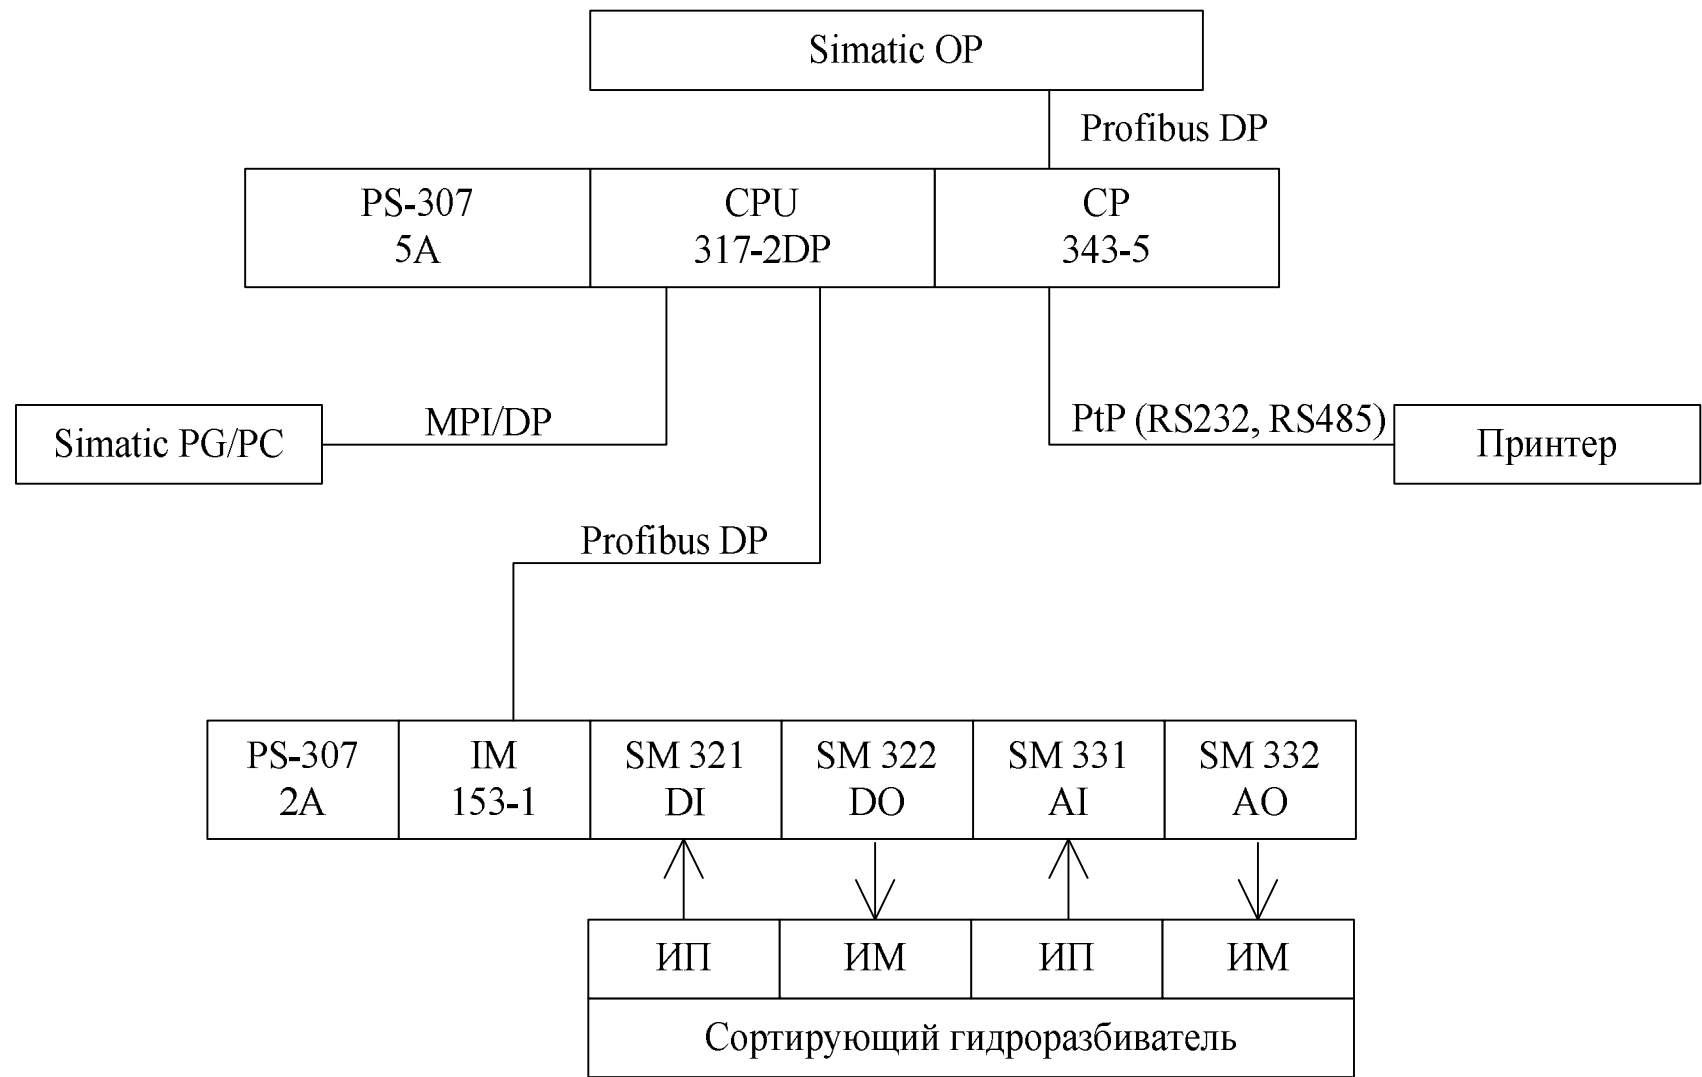 Simatic OP
Profibus DP
PS-307
5A
CPU
317-2DP
CP
343-5
MPI/DP
Simatic PG/PC
PtP (RS232, RS485)
Принтер
Profibus DP
PS-307
2A
IM
153-1
SM 321
DI
SM 322
DO
SM 331
AI
SM 332
AO
ИП
ИМ
ИП
ИМ
Сортирующий гидроразбиватель